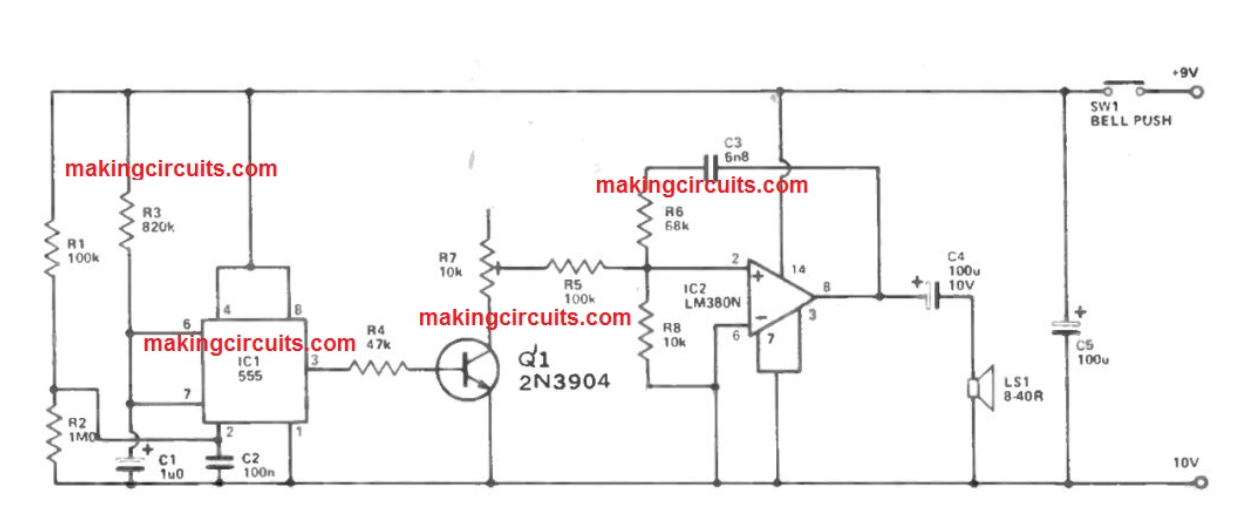 +9V
SW1
BELL PUSH
C3
6n8
makingcircuits.com
makingcircuits.com
R3
820k
R6
68k
R1
100k
R7
10k
2
14
C4
100u
10V
+
R5
100k
IC2
LM380N
+
8
4
8
makingcircuits.com
R8
10k
−
6
7
3
+
C5
100u
6
makingcircuits.com
IC1
555
3
R4
47k
Q1
2N3904
LS1
8-40R
7
R2
1M0
2
1
+
C1
1u0
C2
100n
10V